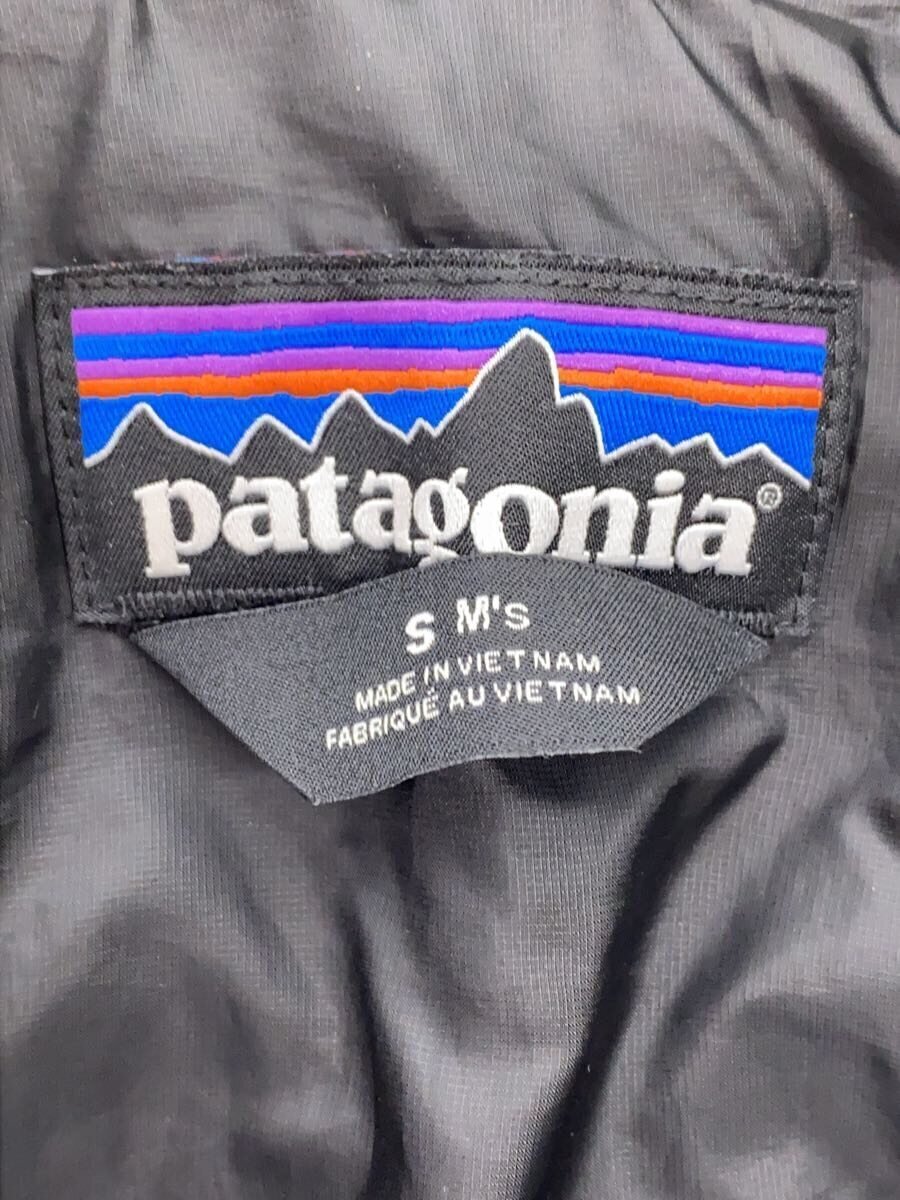 patagonia®
S M's
MADE IN VIETNAM
FABRIQUÉ AU VIETNAM